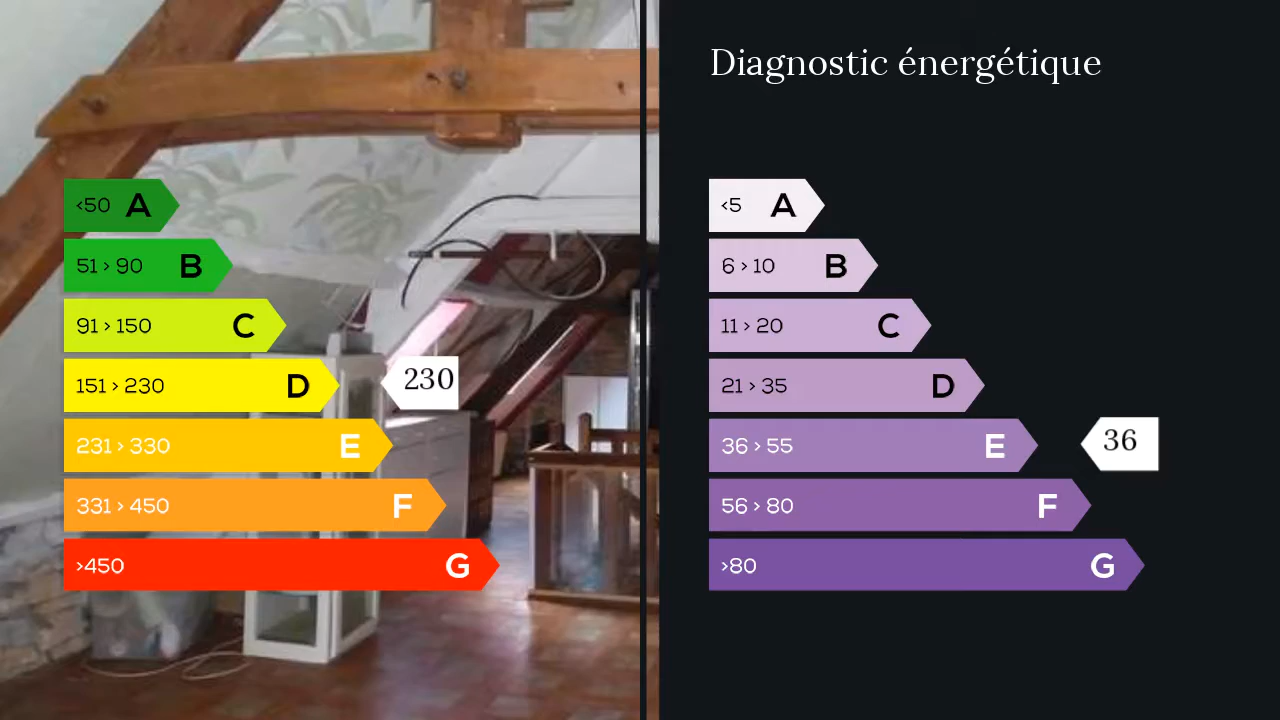 Diagnostic énergétique
<50 A
51 > 90 B
91 > 150 C
151 > 230 D
230
231 > 330 E
331 > 450 F
>450 G
<5 A
6 > 10 B
11 > 20 C
21 > 35 D
36 > 55 E
36
56 > 80 F
>80 G